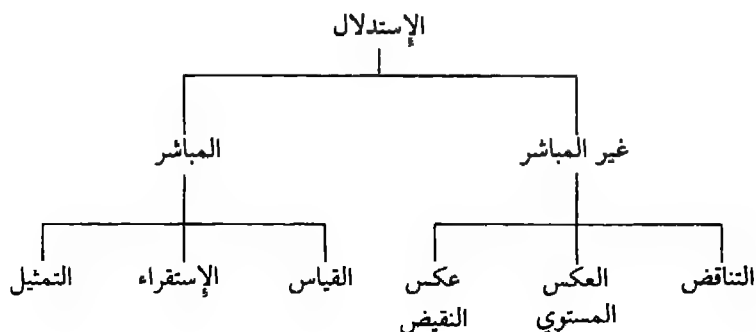 الإستدلال
غير المباشر
المباشر
التناقض
العكس
المستوي
عكس
النقيض
القياس
الإستقراء
التمثيل